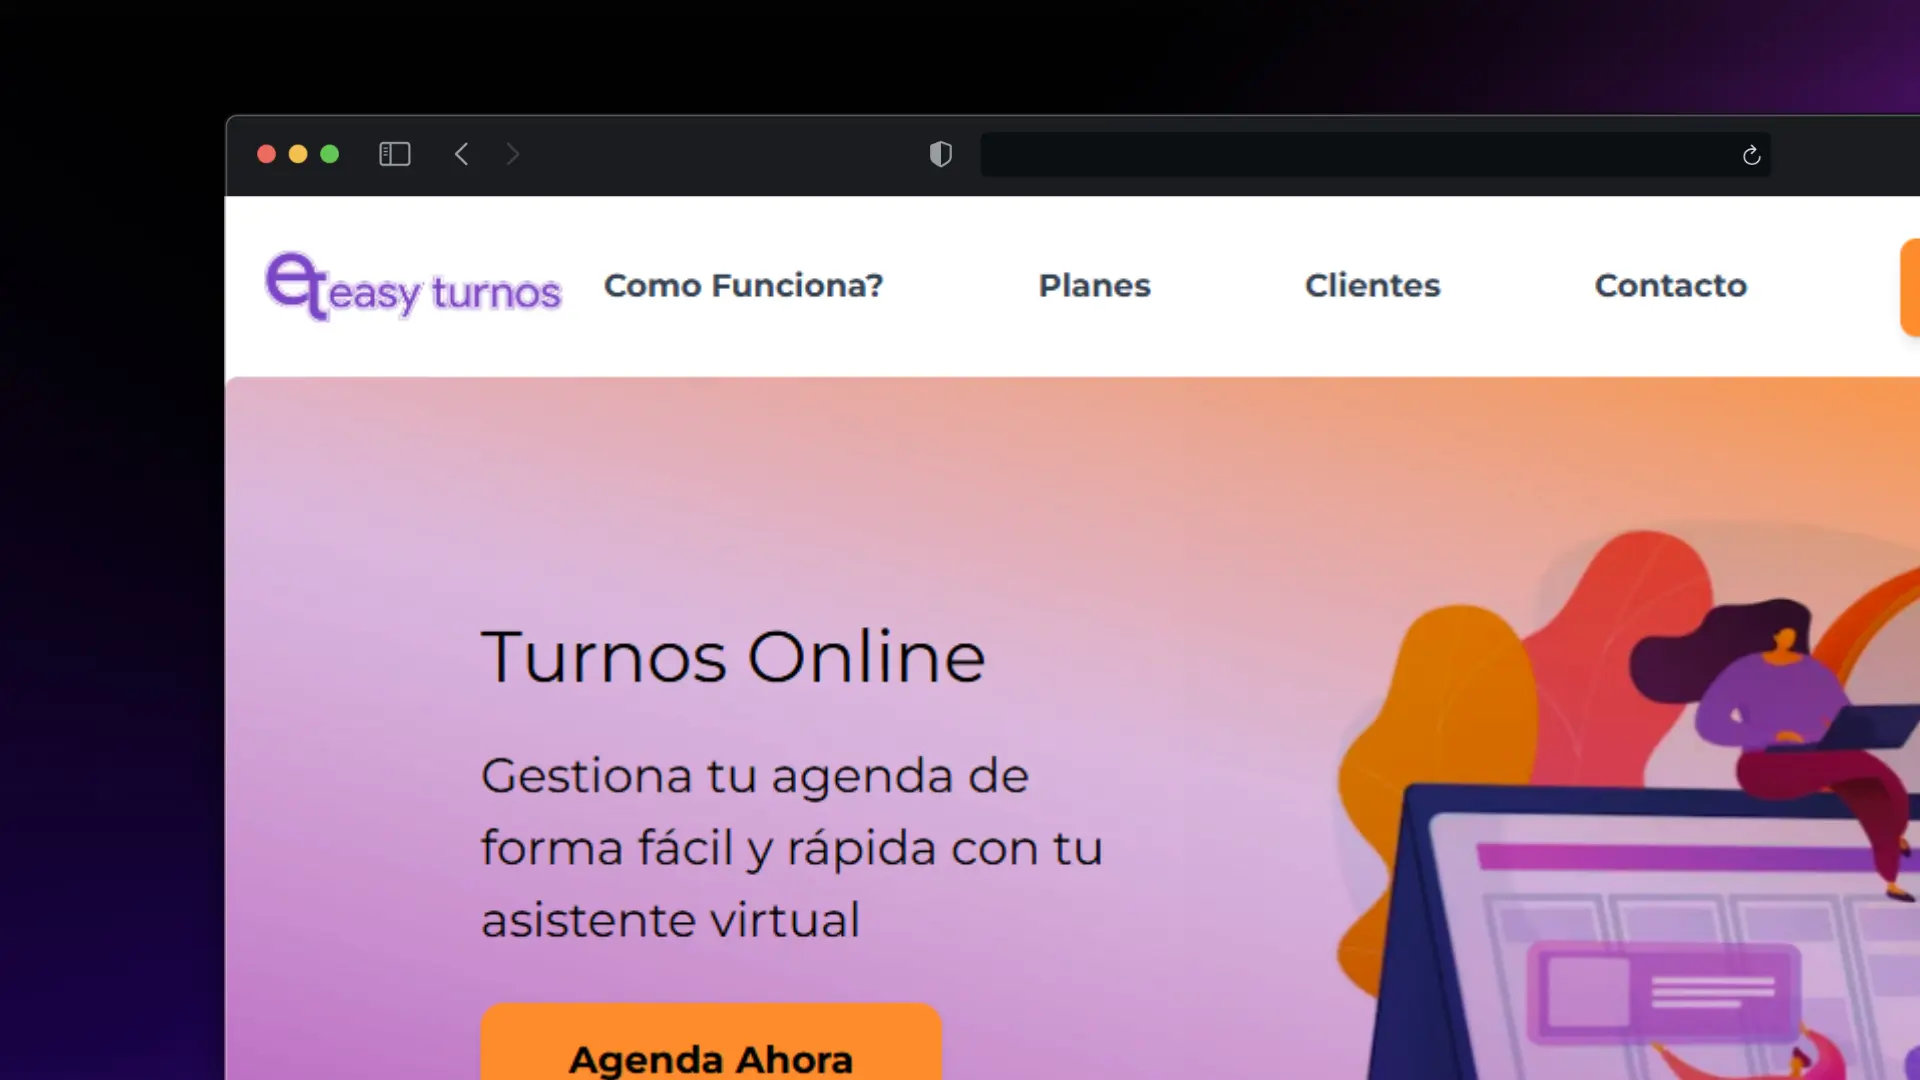 et easy turnos
Como Funciona?
Planes
Clientes
Contacto
Turnos Online
Gestiona tu agenda de
forma fácil y rápida con tu
asistente virtual
Agenda Ahora